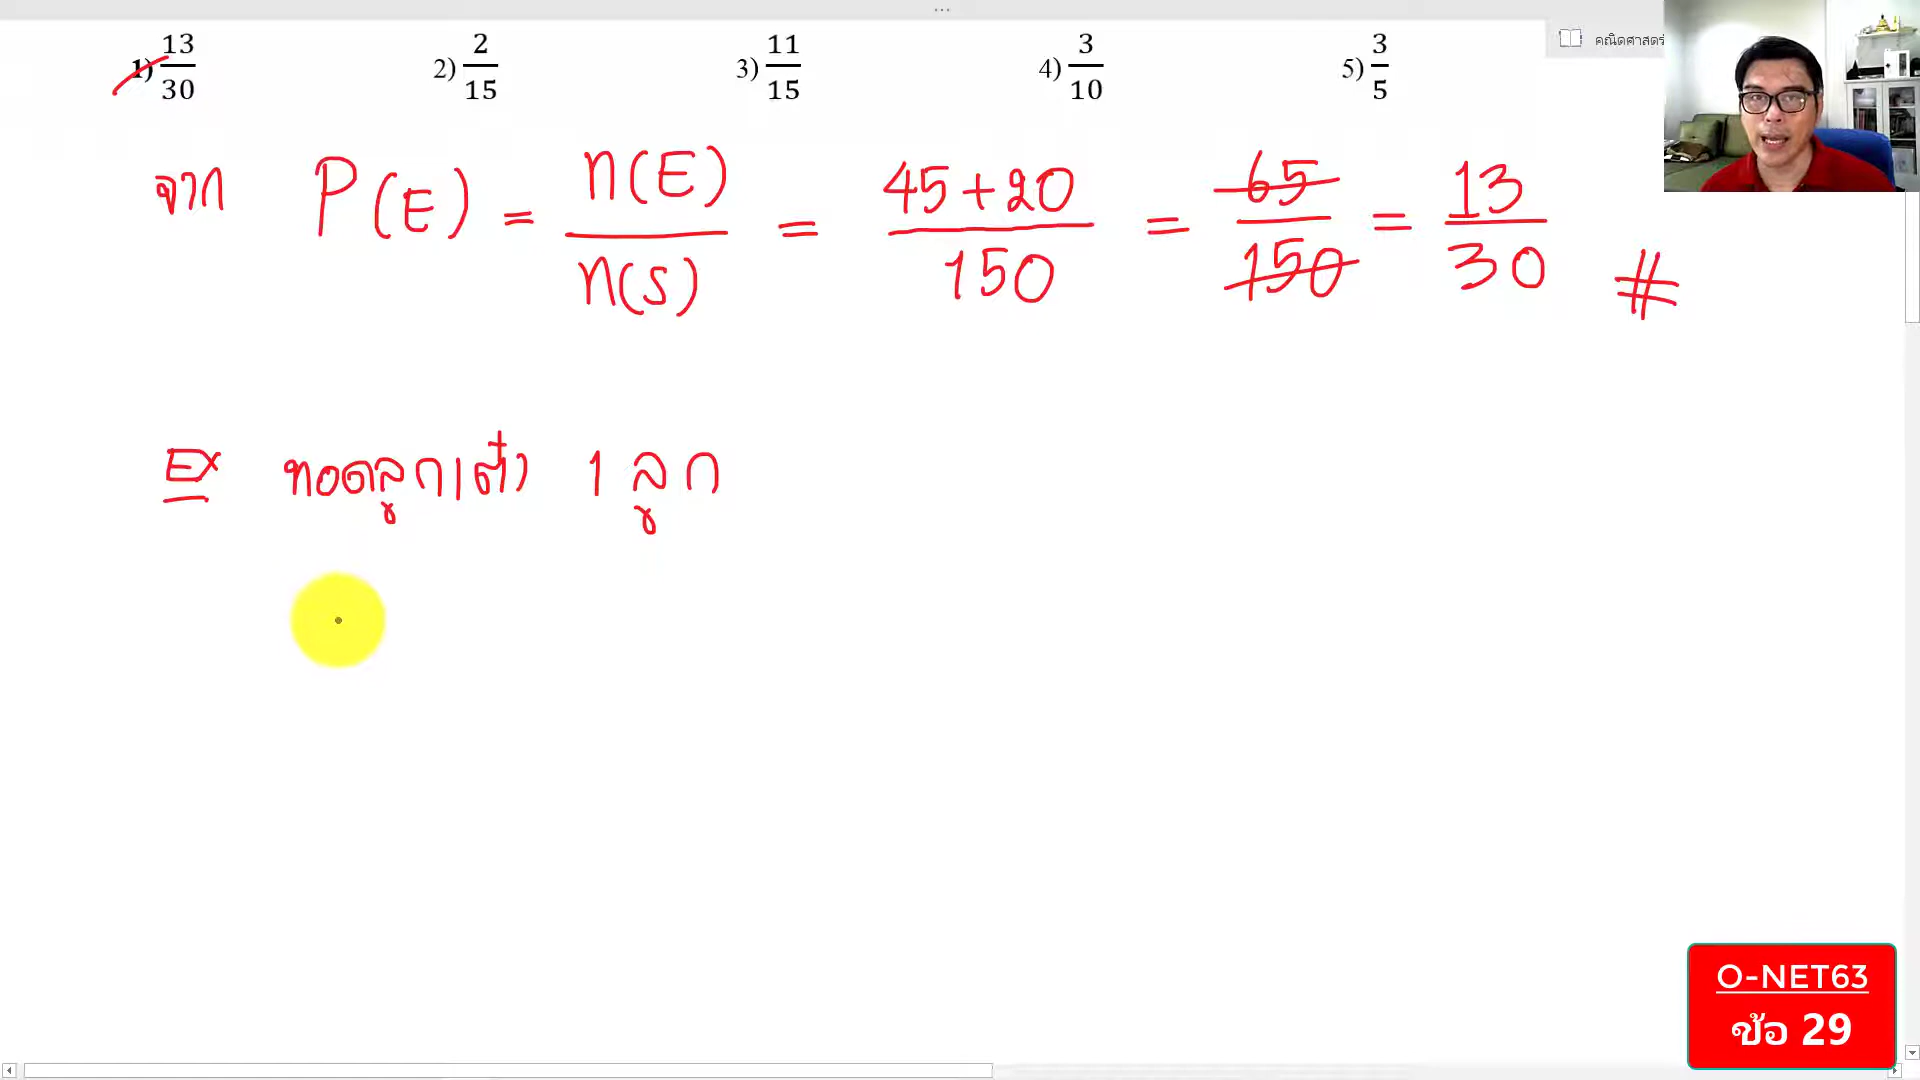 ...
1) 13/30 2) 2/15 3) 11/15 4) 3/10 5) 3/5
คณิตศาสตร์
จาก P(E) = n(E)/n(S) = 45+20/150 = 65/150 = 13/30 #
Ex ทอดลูกเต๋า 1 ลูก
O-NET63
ข้อ 29